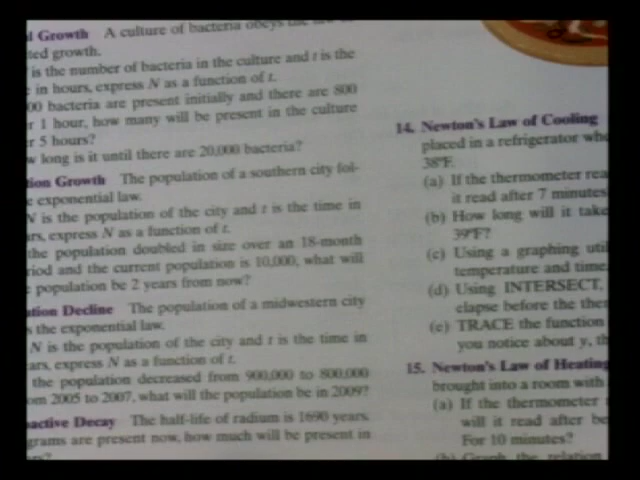 l Growth A culture of bacteria obeys the
ted growth.
is the number of bacteria in the culture and t is the
in hours, express N as a function of t.
00 bacteria are present initially and there are 800
r 1 hour, how many will be present in the culture
r 5 hours?
w long is it until there are 20,000 bacteria?
tion Growth The population of a southern city fol-
e exponential law.
N is the population of the city and t is the time in
rs, express N as a function of t.
the population doubled in size over an 18-month
riod and the current population is 10,000, what will
population be 2 years from now?
ation Decline The population of a midwestern city
s the exponential law.
N is the population of the city and t is the time in
ars, express N as a function of t.
the population decreased from 900,000 to 800,000
om 2005 to 2007, what will the population be in 2009?
active Decay The half-life of radium is 1690 years.
grams are present now, how much will be present in
14. Newton's Law of Cooling
placed in a refrigerator whe
38°F.
(a) If the thermometer rea
it read after 7 minutes
(b) How long will it take
39°F?
(c) Using a graphing util
temperature and time.
(d) Using INTERSECT,
elapse before the ther
(e) TRACE the function
you notice about y, th
15. Newton's Law of Heating
brought into a room with
(a) If the thermometer
will it read after be
For 10 minutes?
(b) Graph the relation